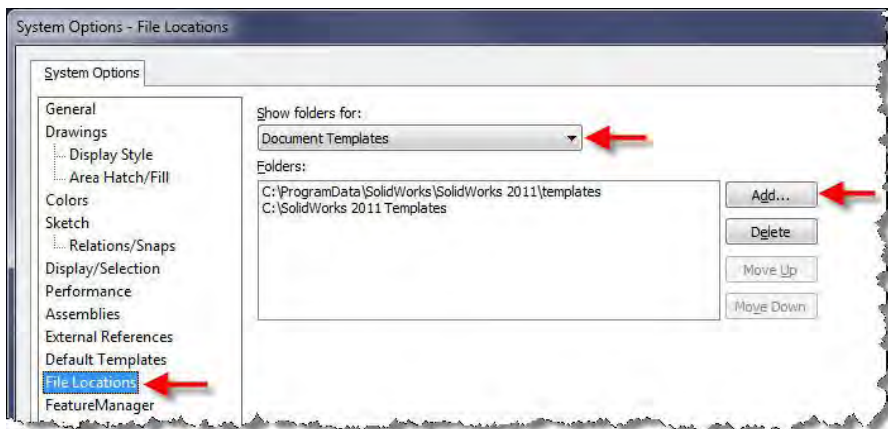 System Options - File Locations
System Options
General
Drawings
Display Style
Area Hatch/Fill
Colors
Sketch
Relations/Snaps
Display/Selection
Performance
Assemblies
External References
Default Templates
File Locations
FeatureManager
Show folders for:
Document Templates
Folders:
C:\ProgramData\SolidWorks\SolidWorks 2011\templates
C:\SolidWorks 2011 Templates
Add...
Delete
Move Up
Move Down